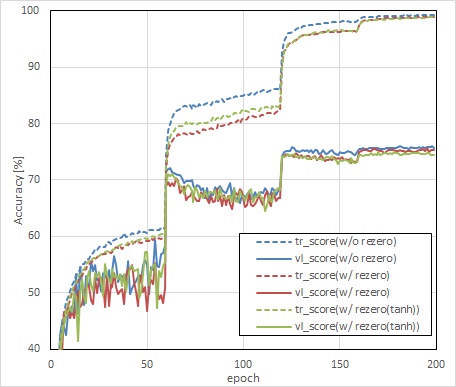 100
90
80
70
60
50
40
Accuracy [%]
tr_score(w/o rezero)
vl_score(w/o rezero)
tr_score(w/ rezero)
vl_score(w/ rezero)
tr_score(w/ rezero(tanh))
vl_score(w/ rezero(tanh))
0 50 100 150 200
epoch